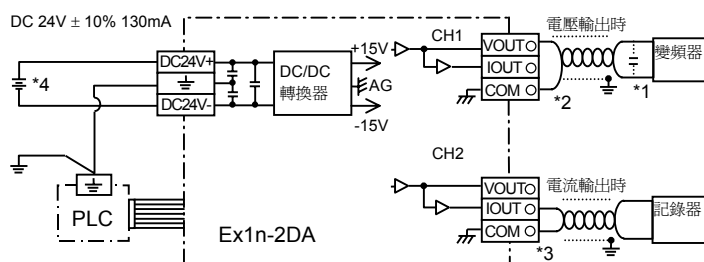 DC 24V ± 10% 130mA
DC24V+
DC24V-
*4
DC/DC
轉換器
+15V
AG
-15V
CH1
VOUT
IOUT
COM
電壓輸出時
*2
*1
變頻器
CH2
VOUT
IOUT
COM
電流輸出時
*3
記錄器
PLC
Ex1n-2DA